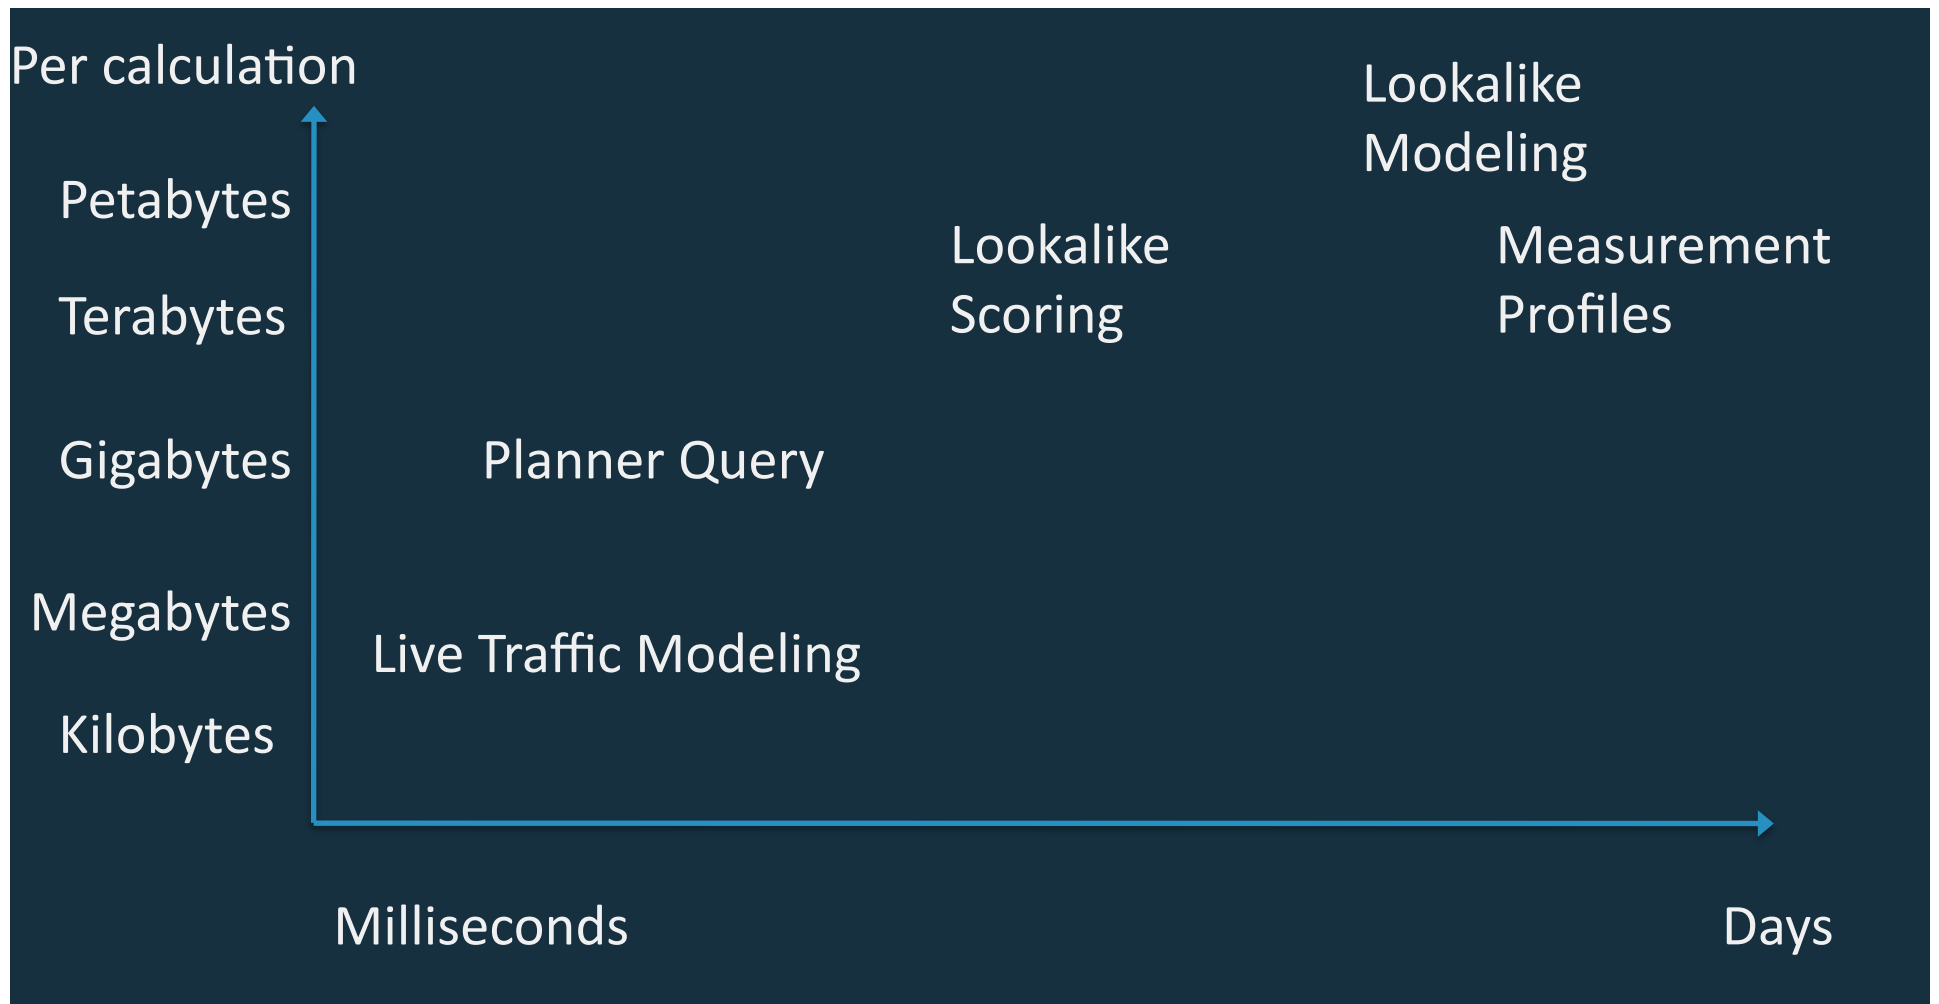 Per calculation
Lookalike
Modeling
Petabytes
Lookalike
Scoring
Measurement
Profiles
Terabytes
Gigabytes
Planner Query
Megabytes
Live Traffic Modeling
Kilobytes
Milliseconds
Days